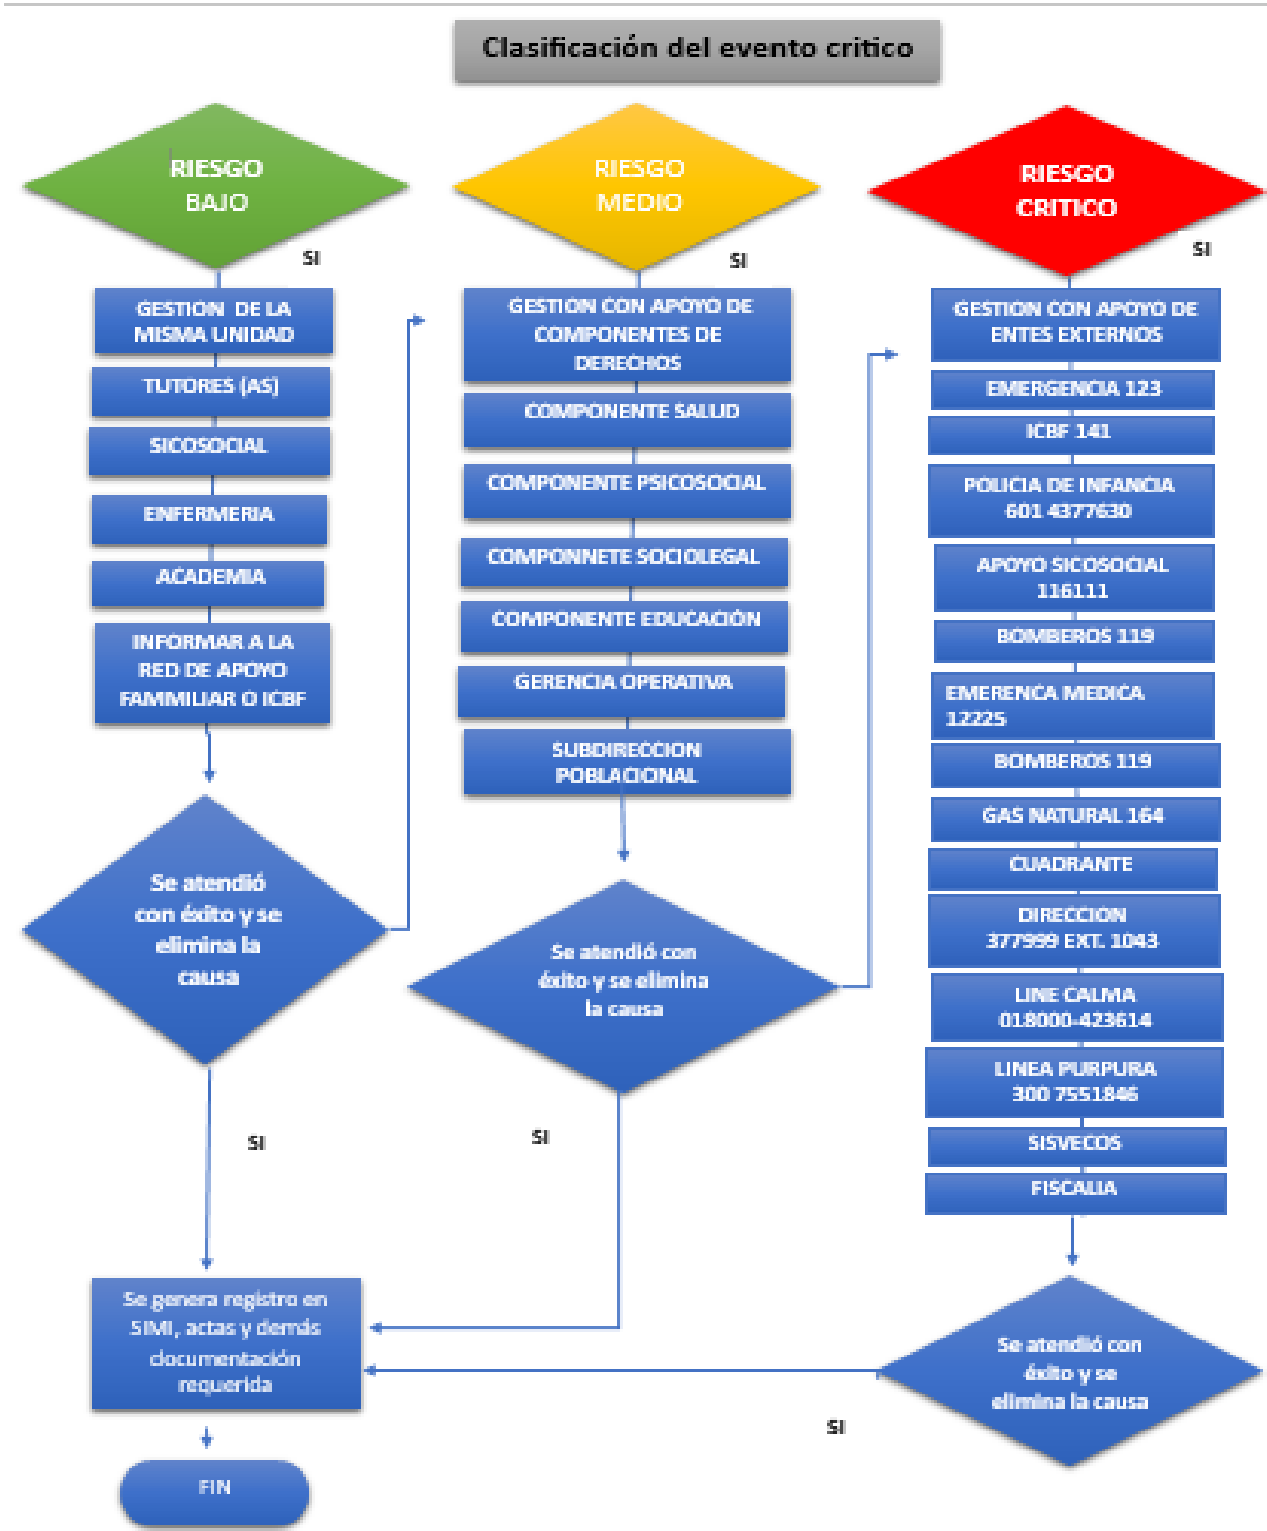 Clasificación del evento critico
RIESGO
BAJO
SI
GESTION DE LA
MISMA UNIDAD
TUTORES (AS)
SICOSOCIAL
ENFERMERIA
ACADEMIA
INFORMAR A LA
RED DE APOYO
FAMMILIAR O ICBF
Se atendió
con éxito y se
elimina la
causa
SI
RIESGO
MEDIO
SI
GESTION CON APOYO DE
COMPONENTES DE
DERECHOS
COMPONENTE SALUD
COMPONENTE PSICOSOCIAL
COMPONNETE SOCIOLEGAL
COMPONENTE EDUCACIÓN
GERENCIA OPERATIVA
SUBDIRECCION
POBLACIONAL
Se atendió con
éxito y se elimina
la causa
SI
RIESGO
CRITICO
SI
GESTION CON APOYO DE
ENTES EXTERNOS
EMERGENCIA 123
ICBF 141
POLICIA DE INFANCIA
601 4377630
APOYO SICOSOCIAL
116111
BOMBEROS 119
EMERENCA MEDICA
12225
BOMBEROS 119
GAS NATURAL 164
CUADRANTE
DIRECCIÓN
377999 EXT. 1043
LINE CALMA
018000-423614
LINEA PURPURA
300 7551846
SISVECOS
FISCALIA
Se atendió con
éxito y se
elimina la causa
SI
Se genera registro en
SIMI, actas y demás
documentación
requerida
FIN